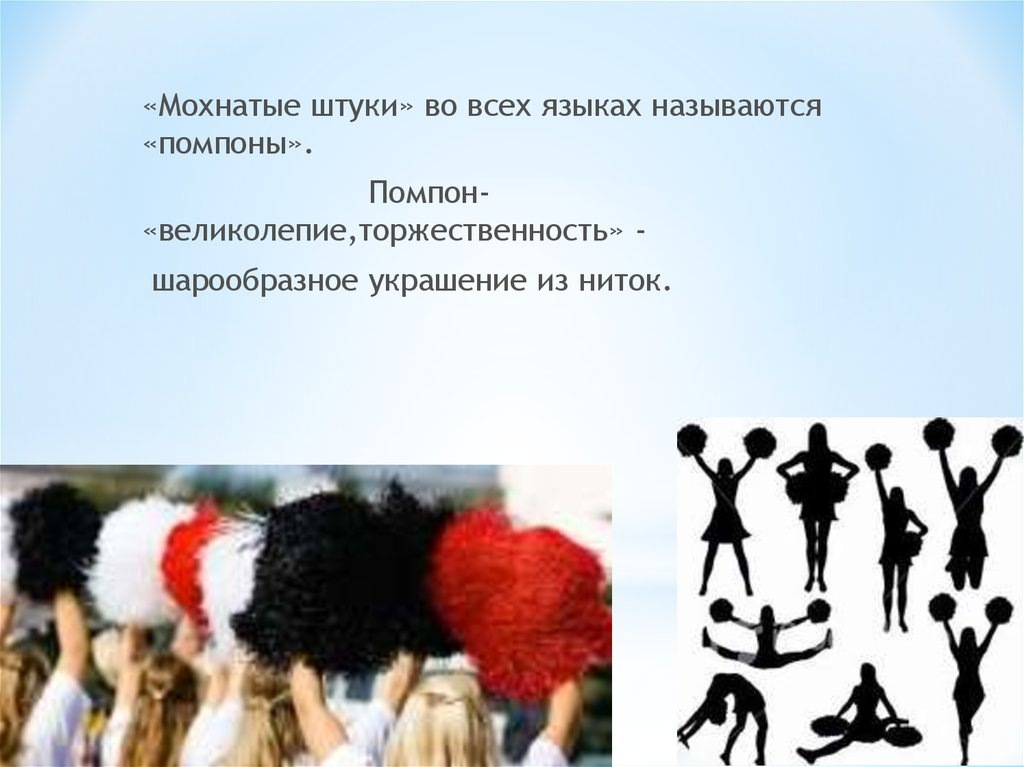 «Мохнатые штуки» во всех языках называются
«помпоны».
Помпон-
«великолепие,торжественность» -
шарообразное украшение из ниток.